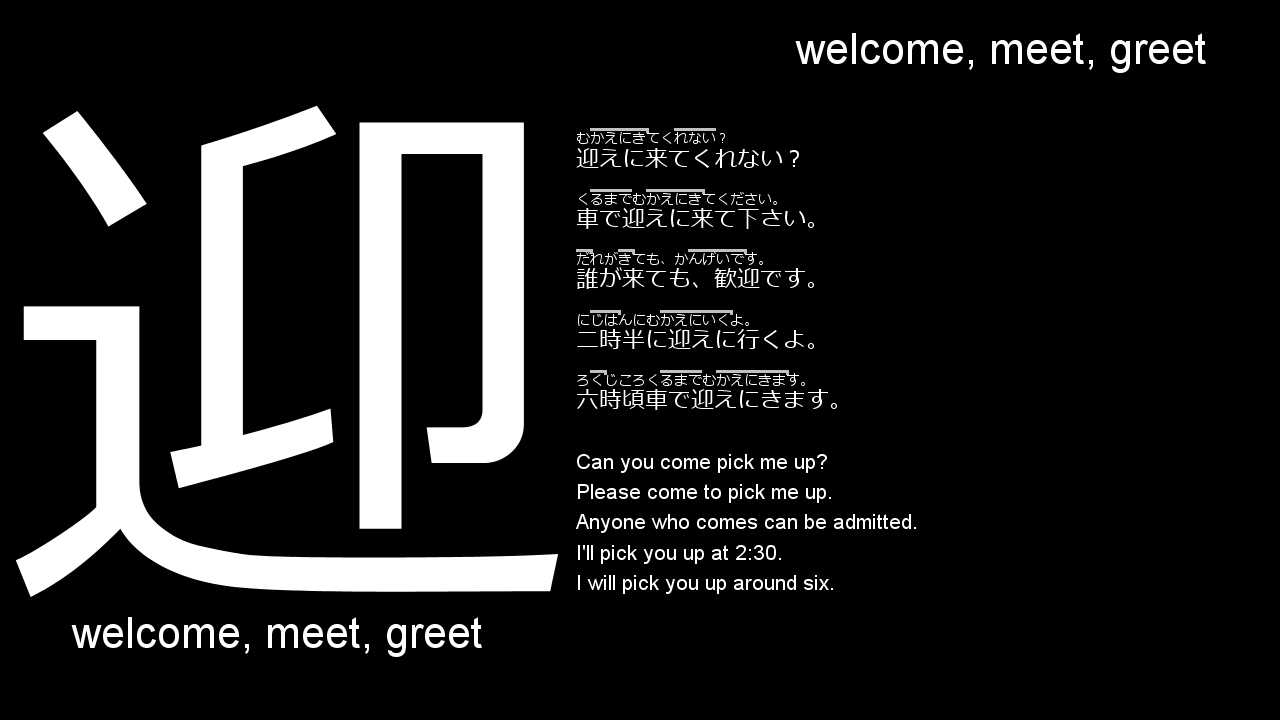 welcome, meet, greet
迎
むかえにきてくれない？
迎えに来てくれない？
くるまでむかえにきてください。
車で迎えに来て下さい。
だれがきても、かんげいです。
誰が来ても、歓迎です。
にじはんにむかえにいくよ。
二時半に迎えに行くよ。
ろくじごろくるまでむかえにきます。
六時頃車で迎えにきます。
Can you come pick me up?
Please come to pick me up.
Anyone who comes can be admitted.
I'll pick you up at 2:30.
I will pick you up around six.
welcome, meet, greet